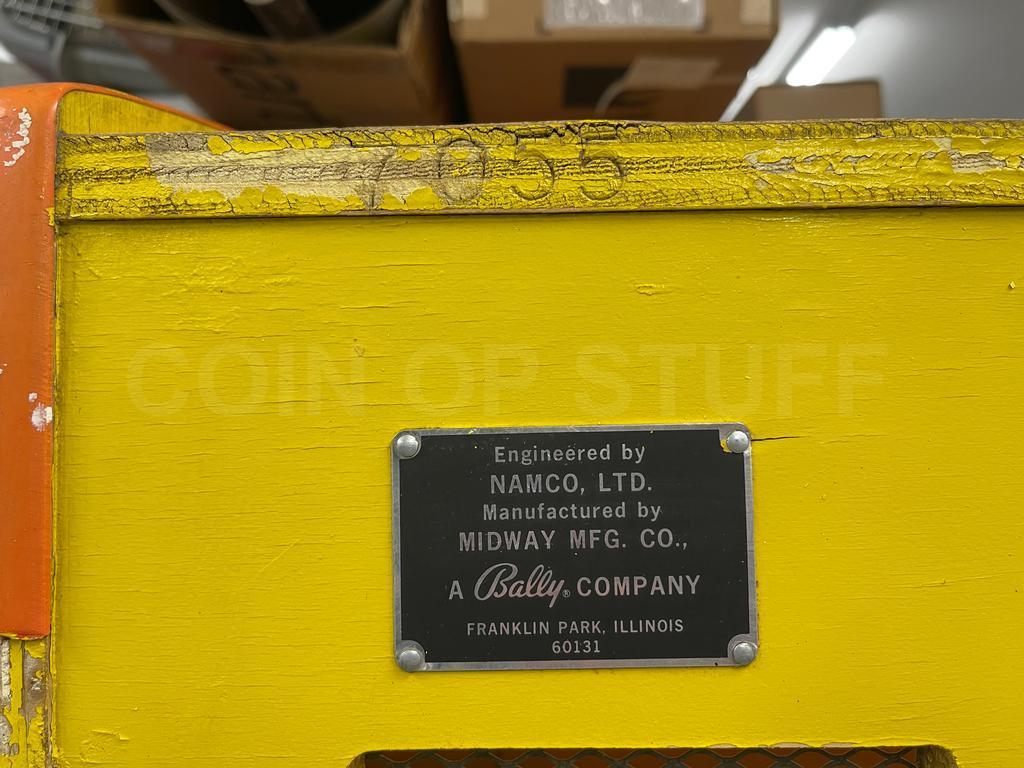 7055
COIN OP STUFF
Engineered by
NAMCO, LTD.
Manufactured by
MIDWAY MFG. CO.,
A Bally® COMPANY
FRANKLIN PARK, ILLINOIS
60131